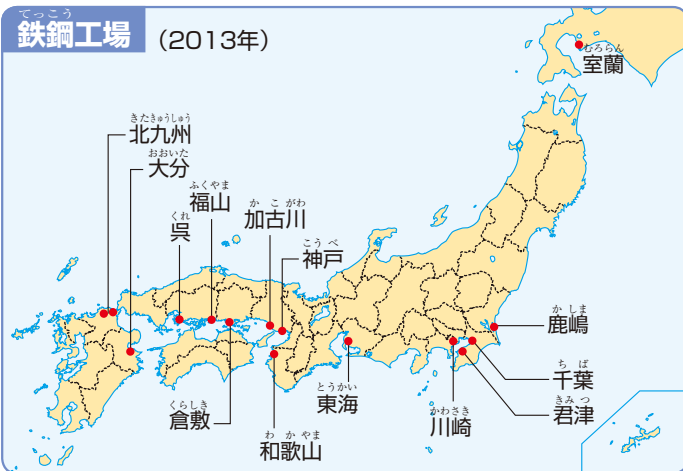 てっこう
鉄鋼工場 (2013年)
むろらん
室蘭
きたきゅうしゅう
北九州
おおいた
大分
ふくやま
福山
くれ
呉
かこがわ
加古川
こうべ
神戸
かしま
鹿嶋
ちば
千葉
きみつ
君津
とうかい
東海
かわさき
川崎
くらしき
倉敷
わかやま
和歌山